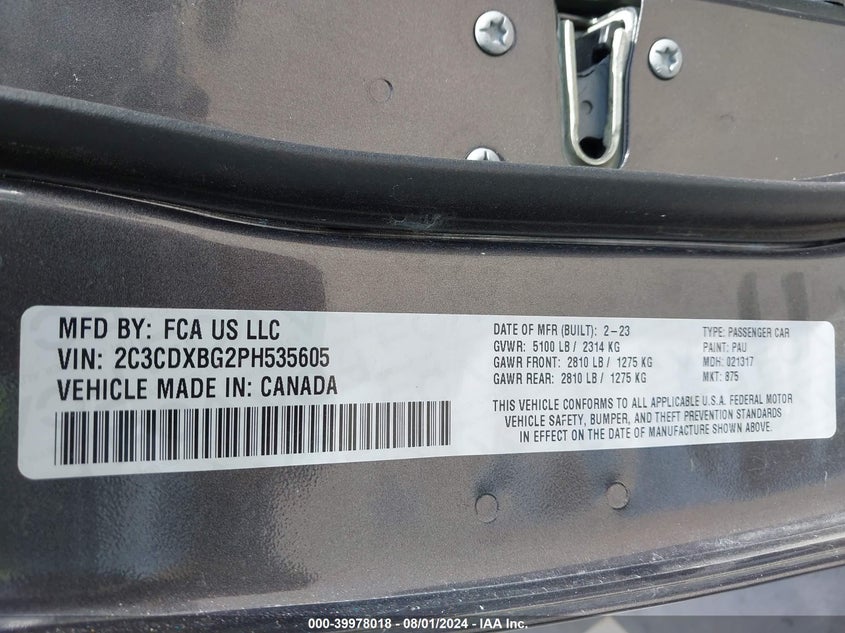 MFD BY: FCA US LLC
VIN: 2C3CDXBG2PH535605
VEHICLE MADE IN: CANADA
DATE OF MFR (BUILT): 2-23
GVWR: 5100 LB / 2314 KG
GAWR FRONT: 2810 LB / 1275 KG
GAWR REAR: 2810 LB / 1275 KG
TYPE: PASSENGER CAR
PAINT: PAU
MDH: 021317
MKT: 875
THIS VEHICLE CONFORMS TO ALL APPLICABLE U.S.A. FEDERAL MOTOR
VEHICLE SAFETY, BUMPER, AND THEFT PREVENTION STANDARDS
IN EFFECT ON THE DATE OF MANUFACTURE SHOWN ABOVE.
000-39978018 - 08/01/2024 - IAA Inc.